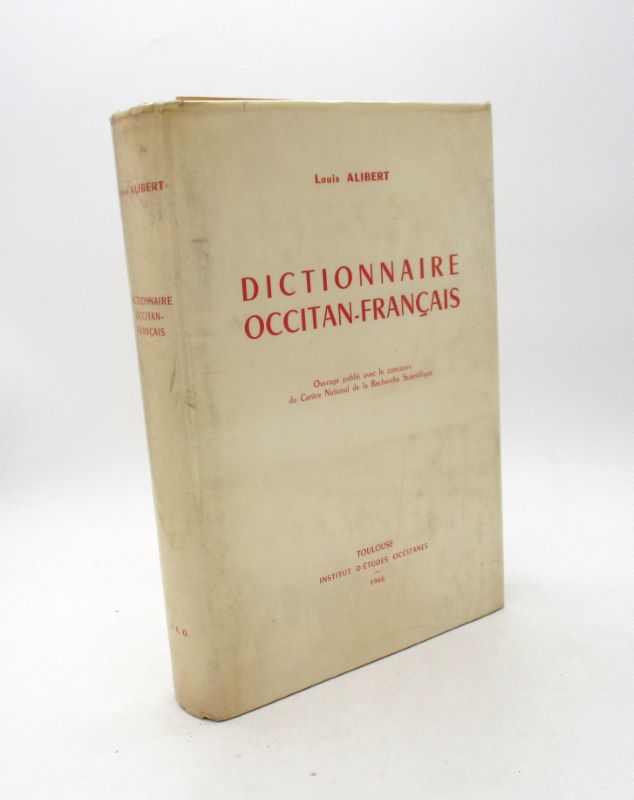 Louis ALIBERT
DICTIONNAIRE
OCCITAN-FRANÇAIS
Ouvrage publié avec le concours
du Centre National de la Recherche Scientifique
TOULOUSE
INSTITUT D'ÉTUDES OCCITANES
1966
ALIBERT
DICTIONNAIRE
OCCITAN-
FRANÇAIS
I. E. O.